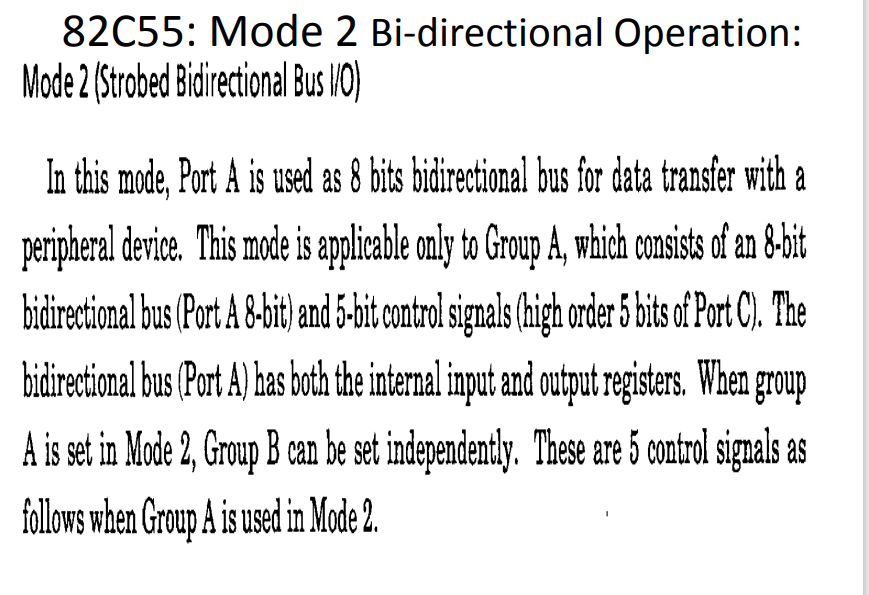 82C55: Mode 2 Bi-directional Operation:
Mode 2 (Strobed Bidirectional Bus I/O)
In this mode, Port A is used as 8 bits bidirectional bus for data transfer with a
peripheral device. This mode is applicable only to Group A, which consists of an 8-bit
bidirectional bus (Port A 8-bit) and 5-bit control signals (high order 5 bits of Port C). The
bidirectional bus (Port A) has both the internal input and output registers. When group
A is set in Mode 2, Group B can be set independently. These are 5 control signals as
follows when Group A is used in Mode 2.